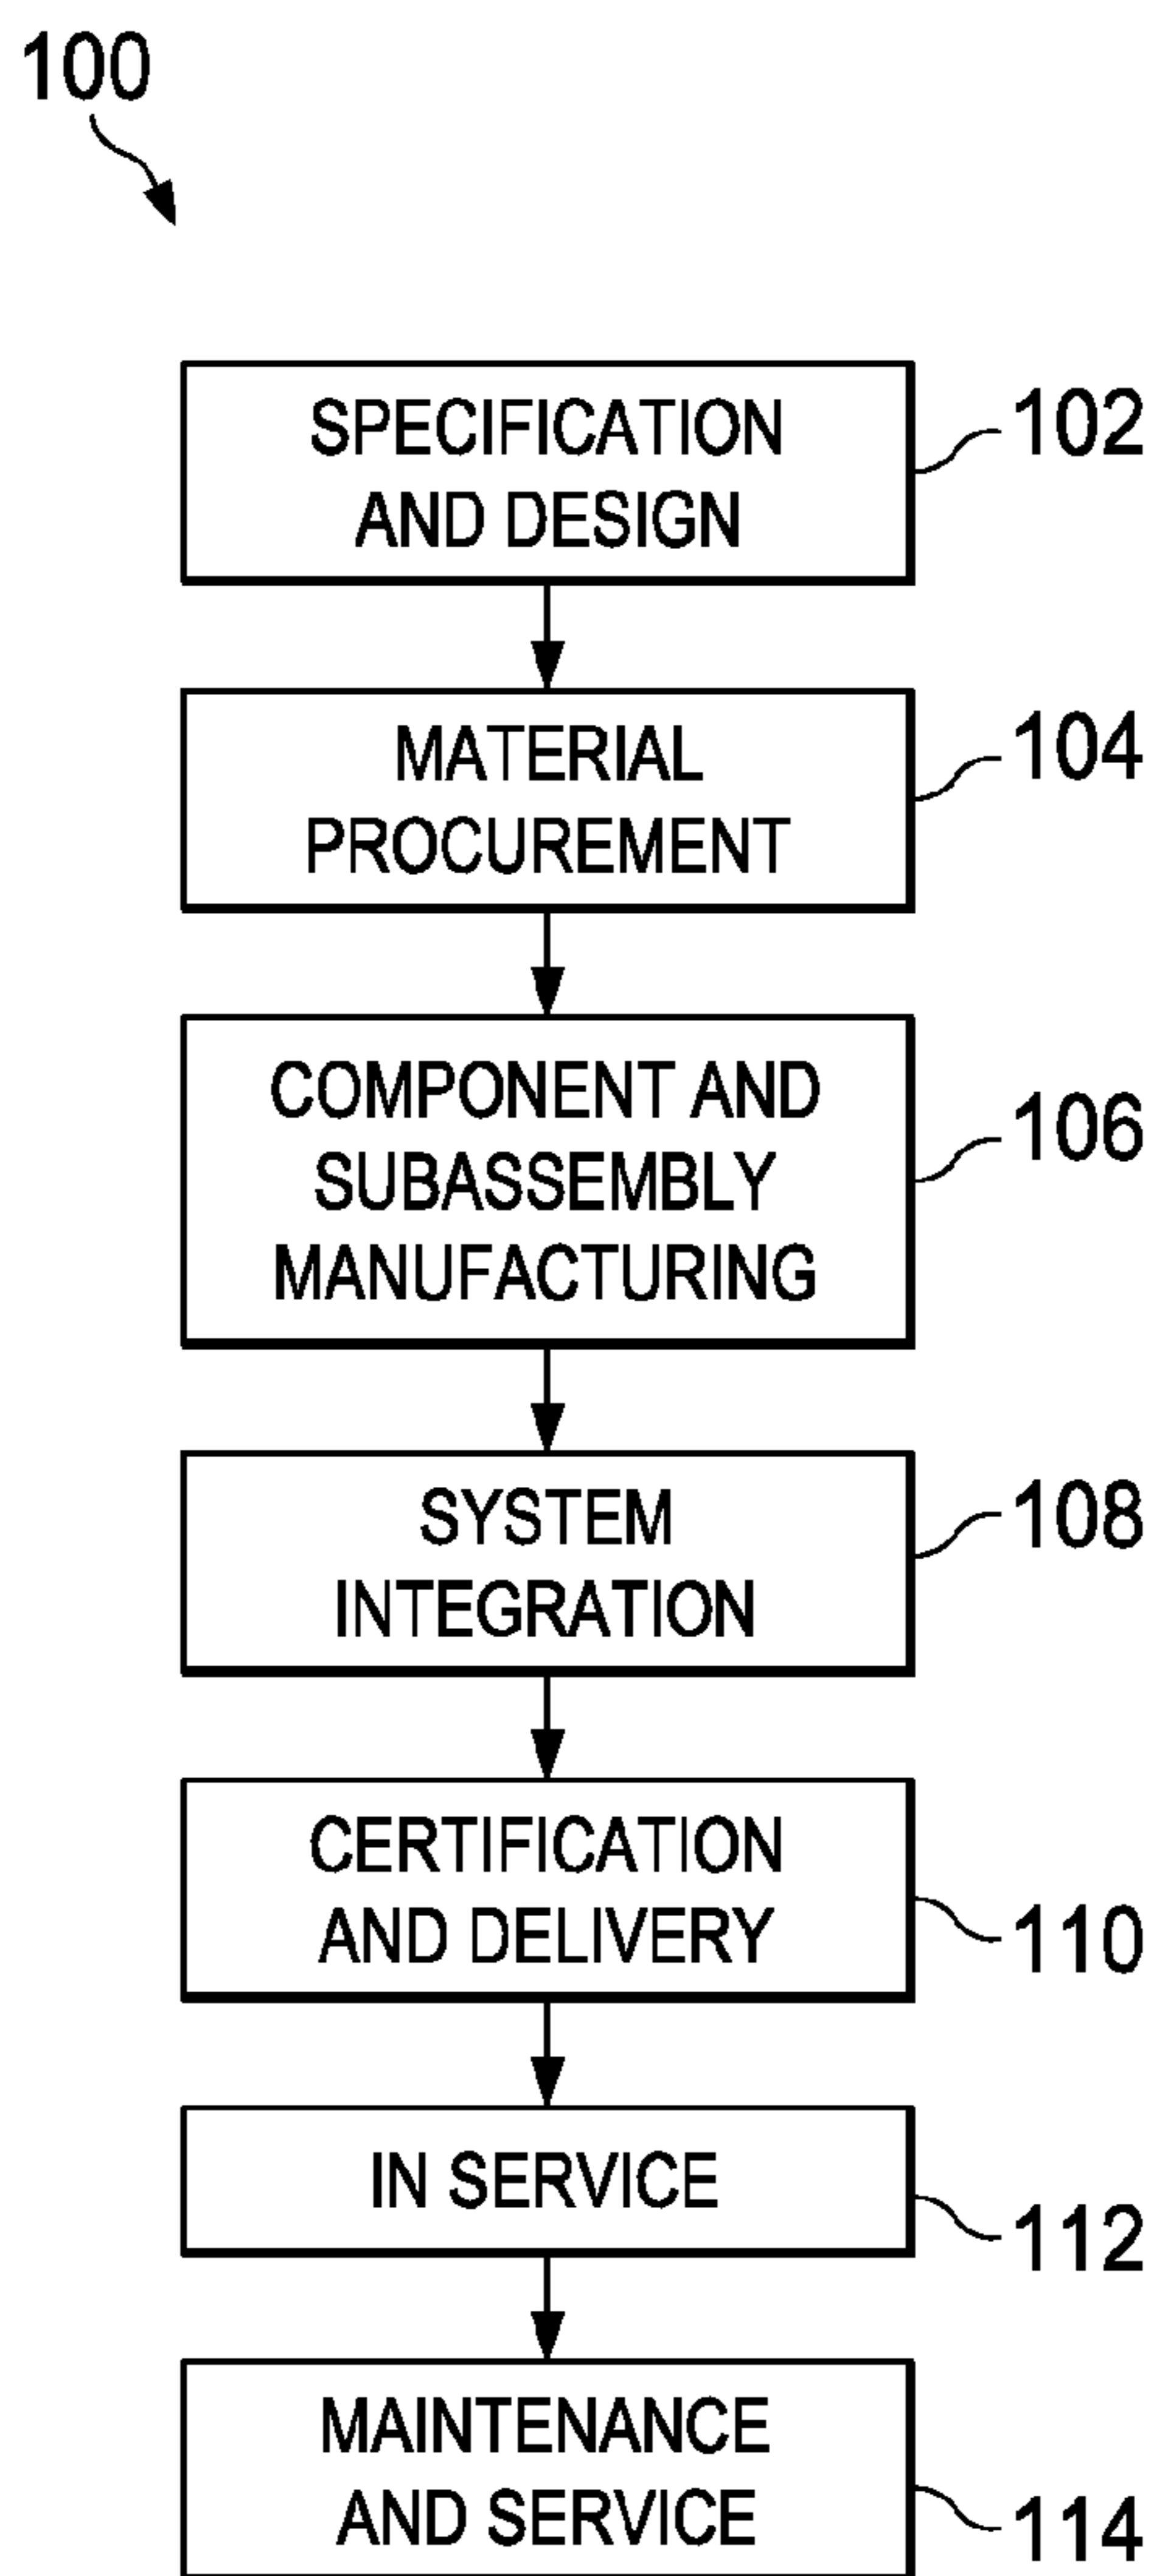 100
SPECIFICATION
AND DESIGN
102
MATERIAL
PROCUREMENT
104
COMPONENT AND
SUBASSEMBLY
MANUFACTURING
106
SYSTEM
INTEGRATION
108
CERTIFICATION
AND DELIVERY
110
IN SERVICE
112
MAINTENANCE
AND SERVICE
114